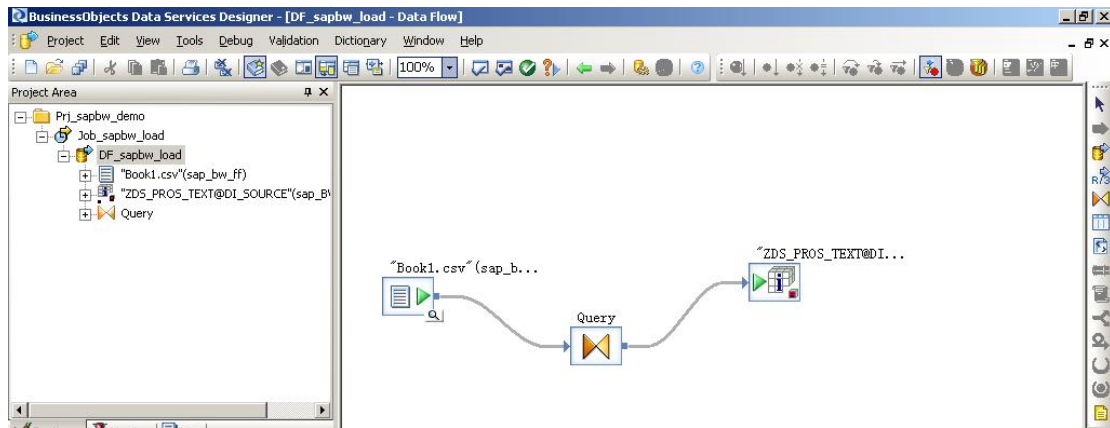 BusinessObjects Data Services Designer - [DF_sapbw_load - Data Flow]
Project Edit View Tools Debug Validation Dictionary Window Help
100%
Project Area
Prj_sapbw_demo
Job_sapbw_load
DF_sapbw_load
"Book1.csv"(sap_bw_ff)
"ZDS_PROS_TEXT@DI_SOURCE"(sap_B
Query
"Book1.csv"(sap_b...
Query
"ZDS_PROS_TEXT@DI...
R/3